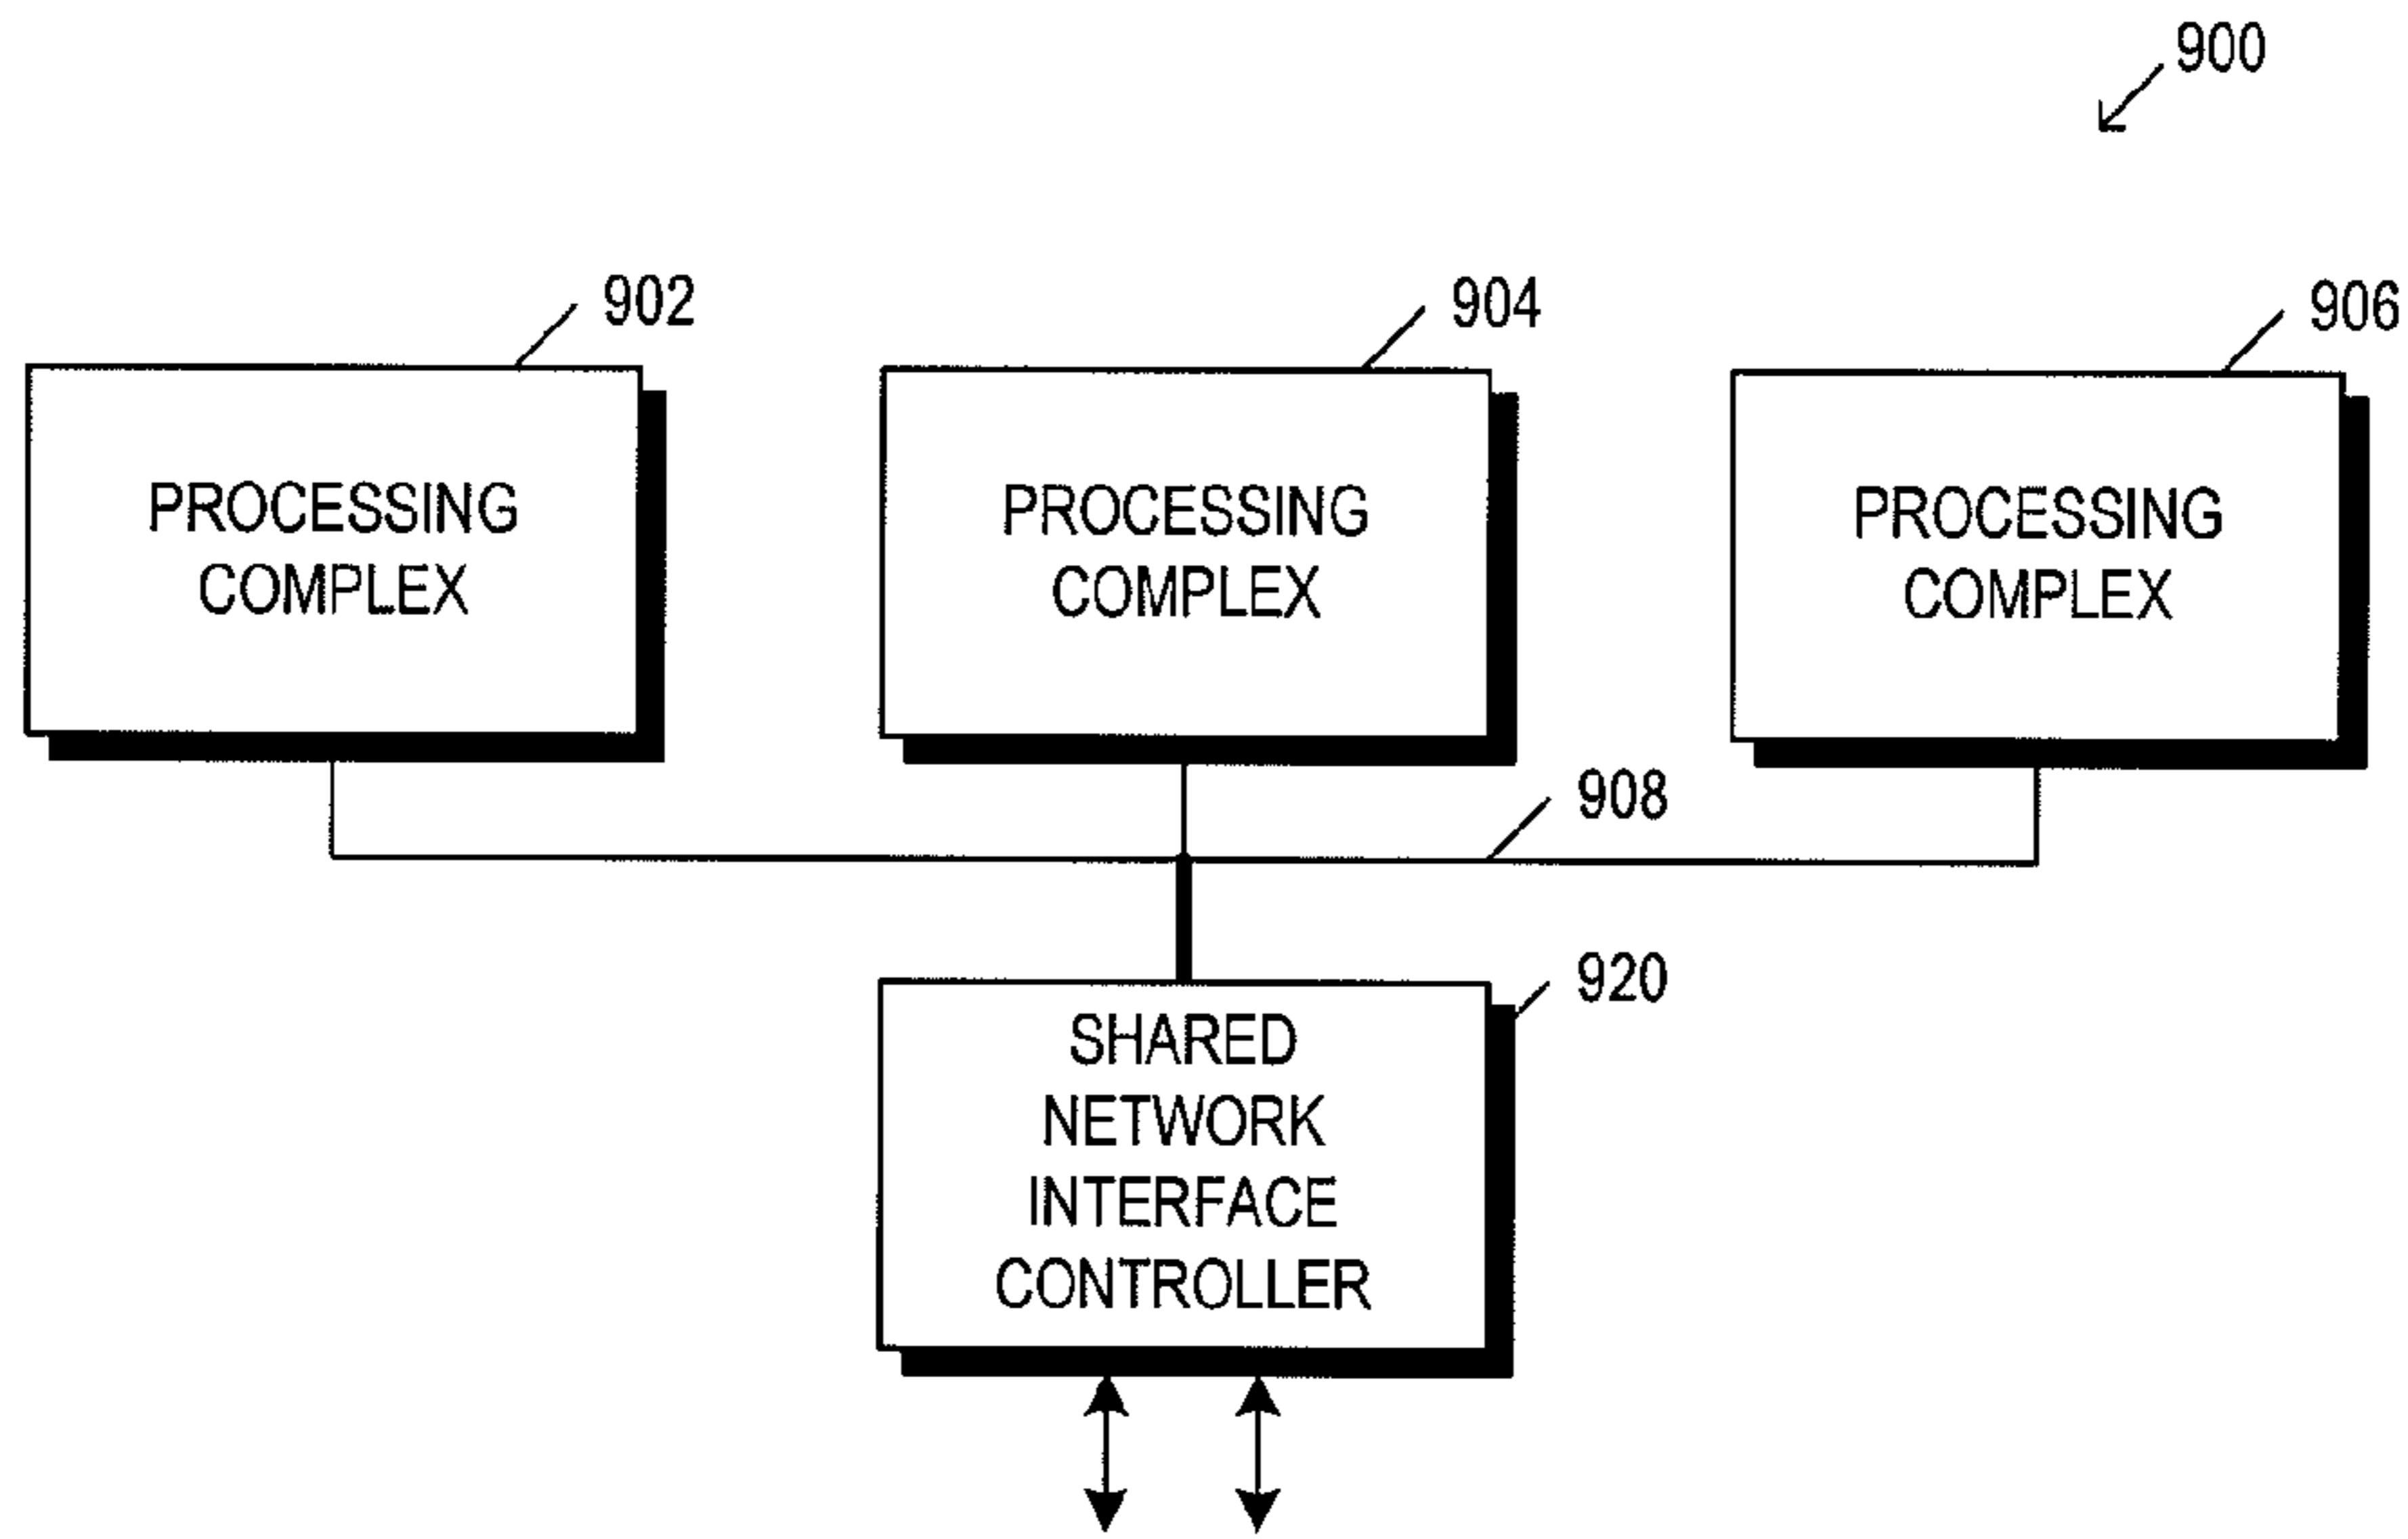 900
902
904
906
PROCESSING
COMPLEX
PROCESSING
COMPLEX
PROCESSING
COMPLEX
908
920
SHARED
NETWORK
INTERFACE
CONTROLLER